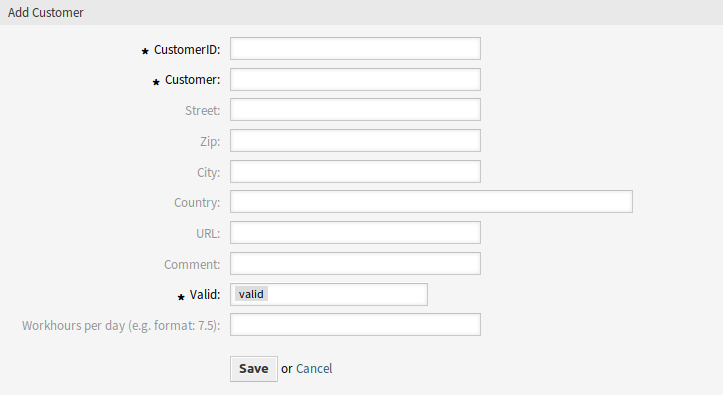 Add Customer
* CustomerID:
* Customer:
Street:
Zip:
City:
Country:
URL:
Comment:
* Valid: valid
Workhours per day (e.g. format: 7.5):
Save or Cancel